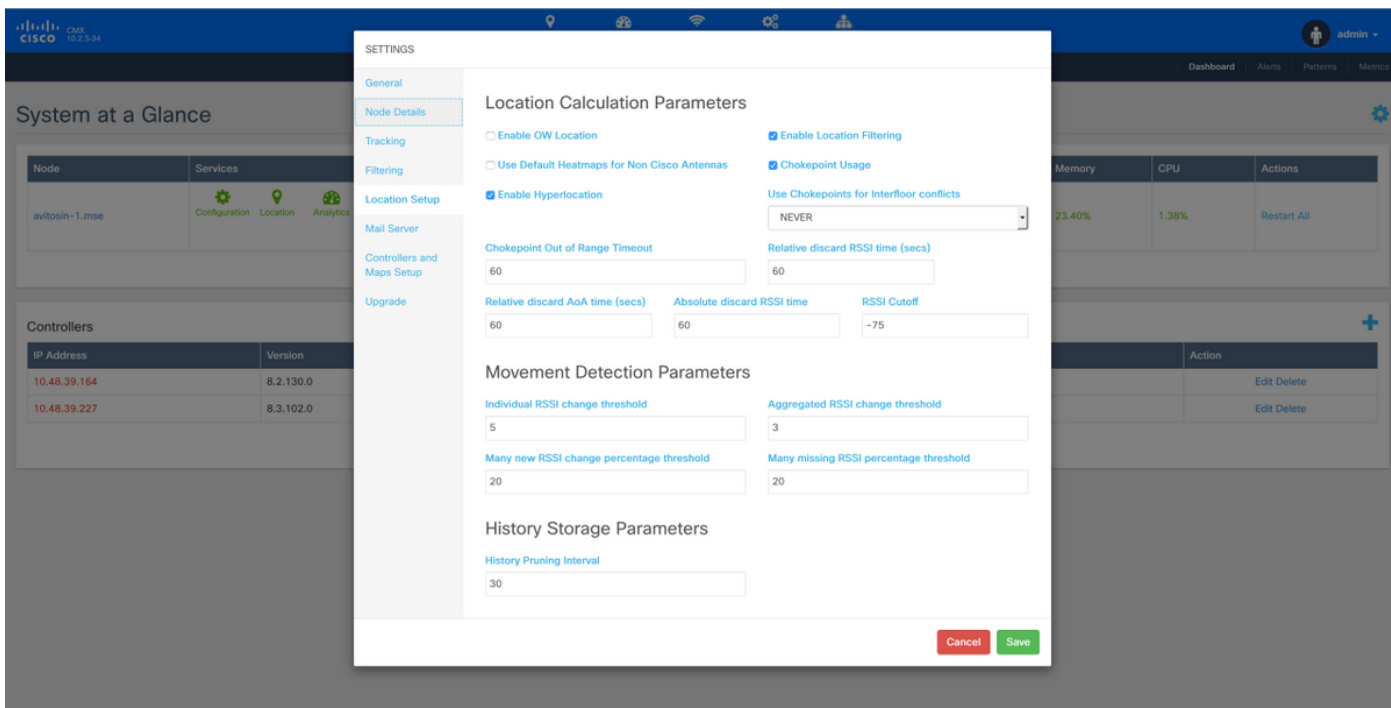 CISCO CMX
10.2.3-34
admin
Dashboard Alerts Patterns Metrics
System at a Glance
Node Services Memory CPU Actions
avitosin-1.mse Configuration Location Analytics 23.40% 1.38% Restart All
Controllers
IP Address Version Action
10.48.39.164 8.2.130.0 Edit Delete
10.48.39.227 8.3.102.0 Edit Delete
SETTINGS
General
Node Details
Tracking
Filtering
Location Setup
Mail Server
Controllers and
Maps Setup
Upgrade
Location Calculation Parameters
Enable OW Location Enable Location Filtering
Use Default Heatmaps for Non Cisco Antennas Chokepoint Usage
Enable Hyperlocation Use Chokepoints for Interfloor conflicts
NEVER
Chokepoint Out of Range Timeout Relative discard RSSI time (secs)
60 60
Relative discard AoA time (secs) Absolute discard RSSI time RSSI Cutoff
60 60 -75
Movement Detection Parameters
Individual RSSI change threshold Aggregated RSSI change threshold
5 3
Many new RSSI change percentage threshold Many missing RSSI percentage threshold
20 20
History Storage Parameters
History Pruning Interval
30
Cancel Save